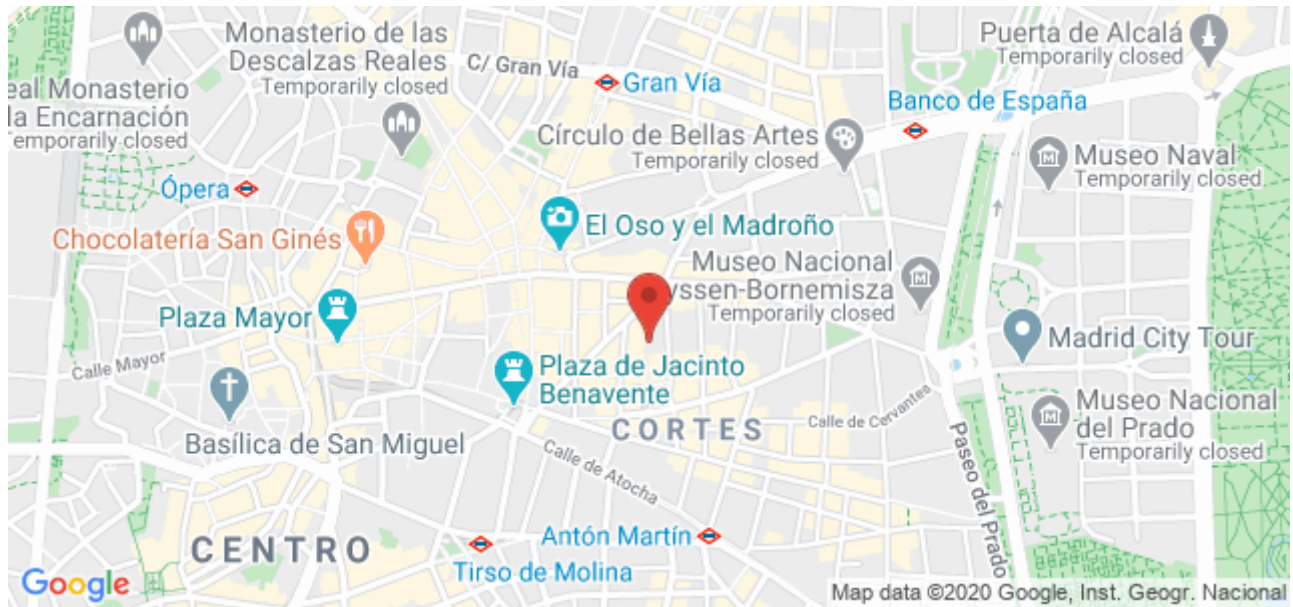 Monasterio de las
Descalzas Reales
Temporarily closed
C/ Gran Vía
Gran Vía
Puerta de Alcalá
Temporarily closed
Banco de España
eal Monasterio
la Encarnación
emporarily closed
Círculo de Bellas Artes
Temporarily closed
Museo Naval
Temporarily closed
Ópera
El Oso y el Madroño
Chocolatería San Ginés
Museo Nacional
yssen-Bornemisza
Temporarily closed
Plaza Mayor
Madrid City Tour
Calle Mayor
Plaza de Jacinto
Benavente
Calle de Cervantes
Museo Nacional
del Prado
Temporarily closed
CORTES
Basílica de San Miguel
Calle de Atocha
Paseo del Prado
Antón Martín
CENTRO
Tirso de Molina
Google
Map data ©2020 Google, Inst. Geogr. Nacional